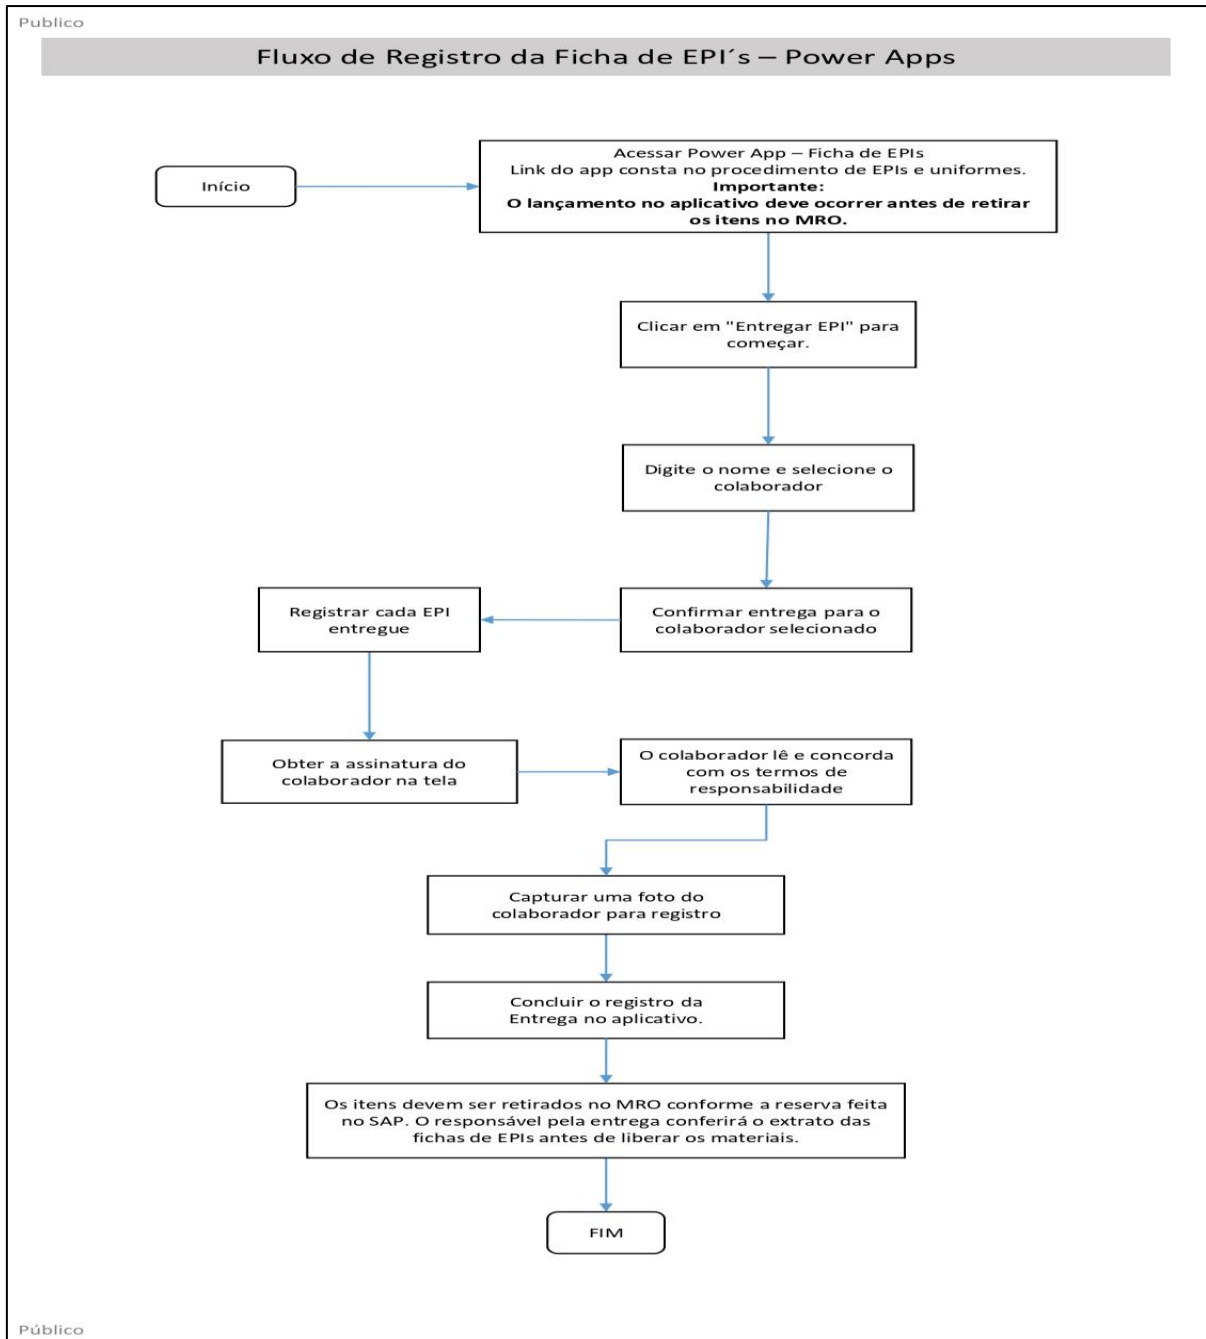 Publico
Fluxo de Registro da Ficha de EPI´s – Power Apps
Início
Acessar Power App – Ficha de EPIs
Link do app consta no procedimento de EPIs e uniformes.
Importante:
O lançamento no aplicativo deve ocorrer antes de retirar
os itens no MRO.
Clicar em "Entregar EPI" para
começar.
Digite o nome e selecione o
colaborador
Registrar cada EPI
entregue
Confirmar entrega para o
colaborador selecionado
Obter a assinatura do
colaborador na tela
O colaborador lê e concorda
com os termos de
responsabilidade
Capturar uma foto do
colaborador para registro
Concluir o registro da
Entrega no aplicativo.
Os itens devem ser retirados no MRO conforme a reserva feita
no SAP. O responsável pela entrega conferirá o extrato das
fichas de EPIs antes de liberar os materiais.
FIM
Público